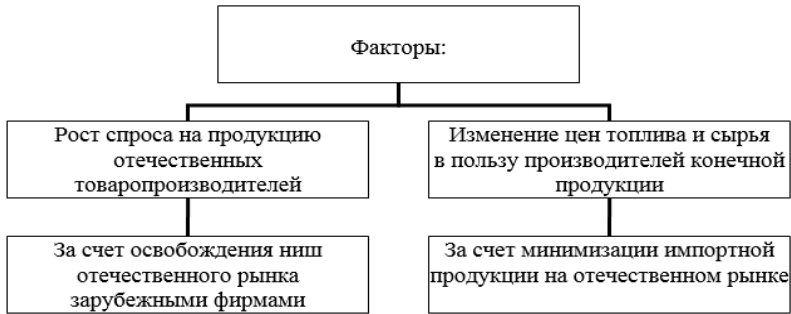 Факторы:
Рост спроса на продукцию
отечественных
товаропроизводителей
Изменение цен топлива и сырья
в пользу производителей конечной
продукции
За счет освобождения ниш
отечественного рынка
зарубежными фирмами
За счет минимизации импортной
продукции на отечественном рынке